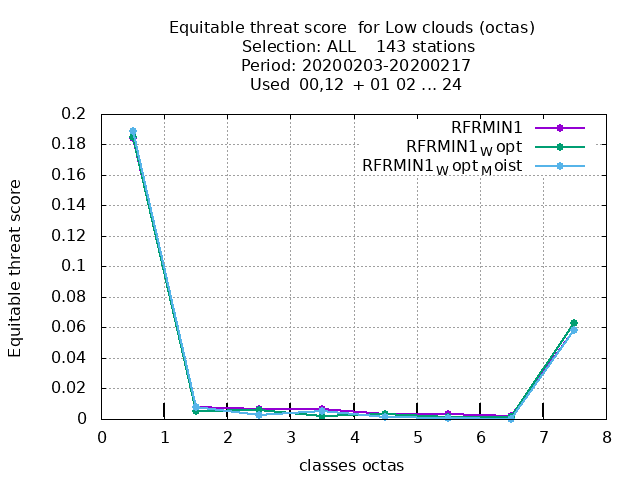 Equitable threat score for Low clouds (octas)
Selection: ALL 143 stations
Period: 20200203-20200217
Used 00,12 + 01 02 ... 24
RFRMIN1
RFRMIN1Wopt
RFRMIN1WoptMoist
Equitable threat score
0.2
0.18
0.16
0.14
0.12
0.1
0.08
0.06
0.04
0.02
0
0 1 2 3 4 5 6 7 8
classes octas